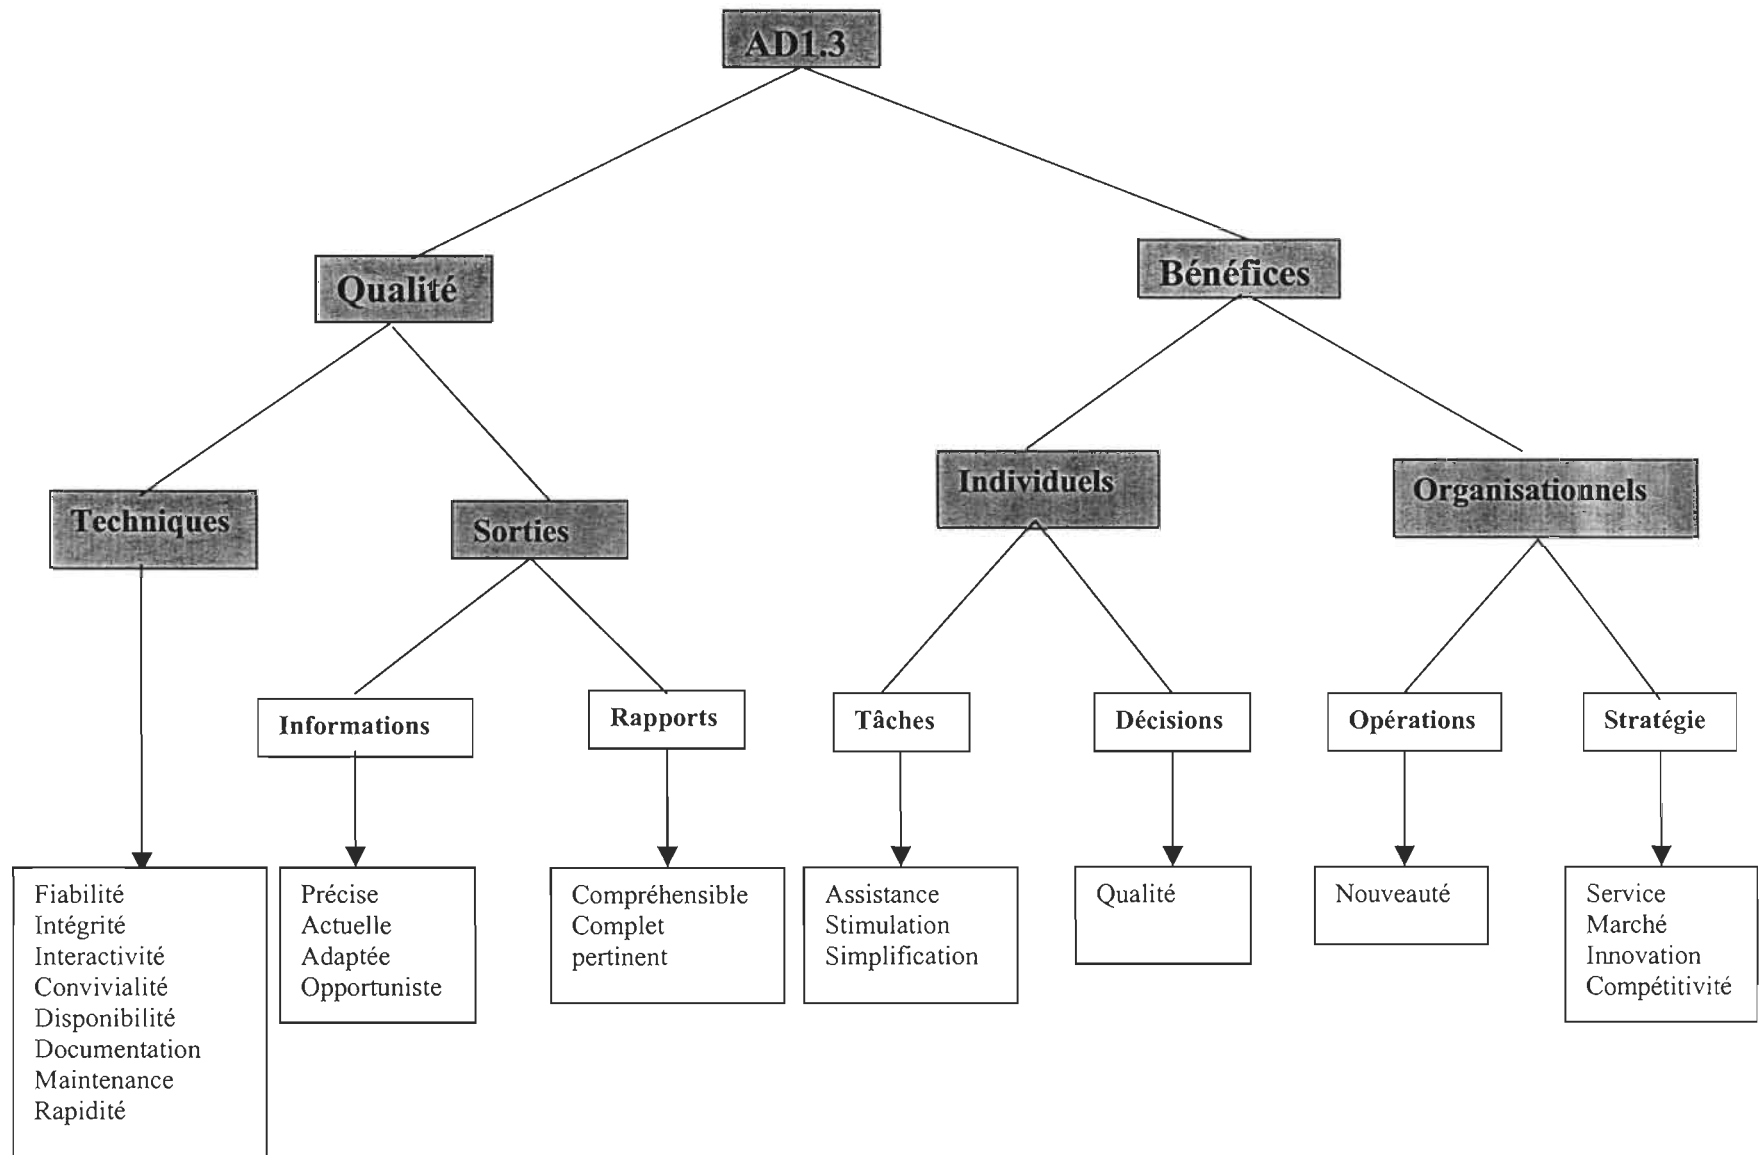 AD1.3
Qualité
Bénéfices
Techniques
Sorties
Individuels
Organisationnels
Informations
Rapports
Tâches
Décisions
Opérations
Stratégie
Fiabilité
Intégrité
Interactivité
Convivialité
Disponibilité
Documentation
Maintenance
Rapidité
Précise
Actuelle
Adaptée
Opportuniste
Compréhensible
Complet
pertinent
Assistance
Stimulation
Simplification
Qualité
Nouveauté
Service
Marché
Innovation
Compétitivité